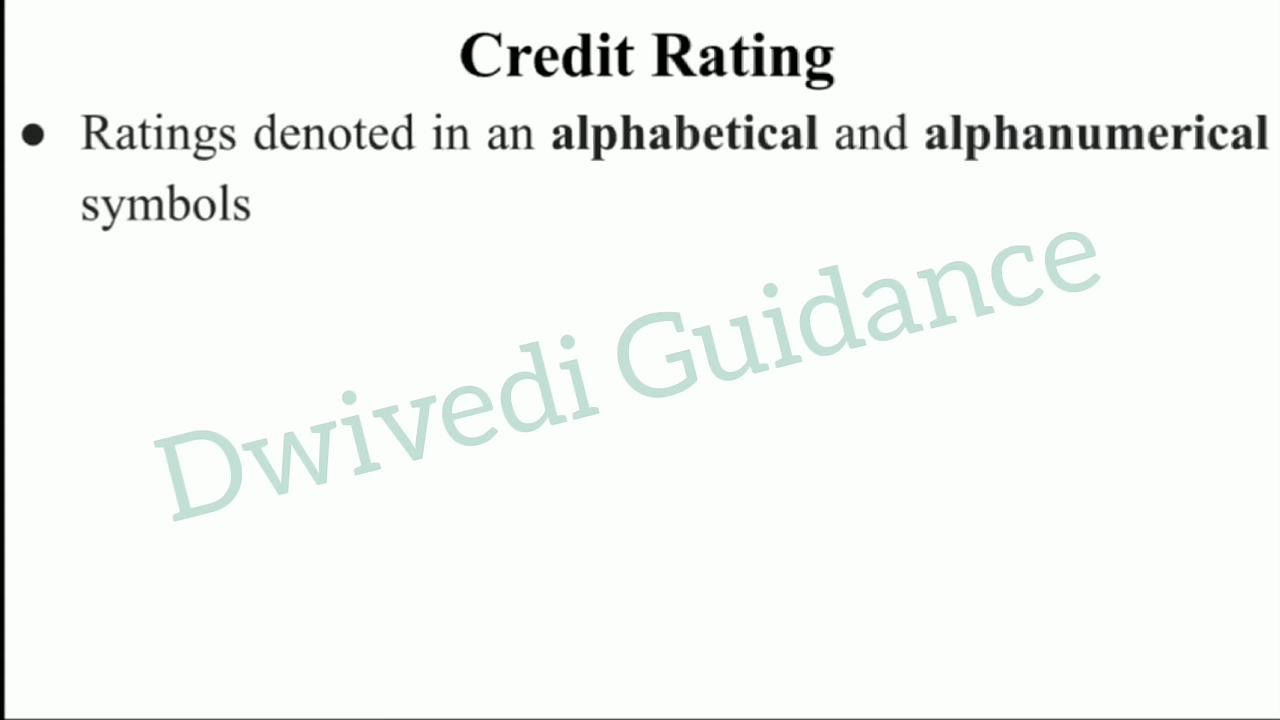 Credit Rating
● Ratings denoted in an alphabetical and alphanumerical
symbols
Dwivedi Guidance